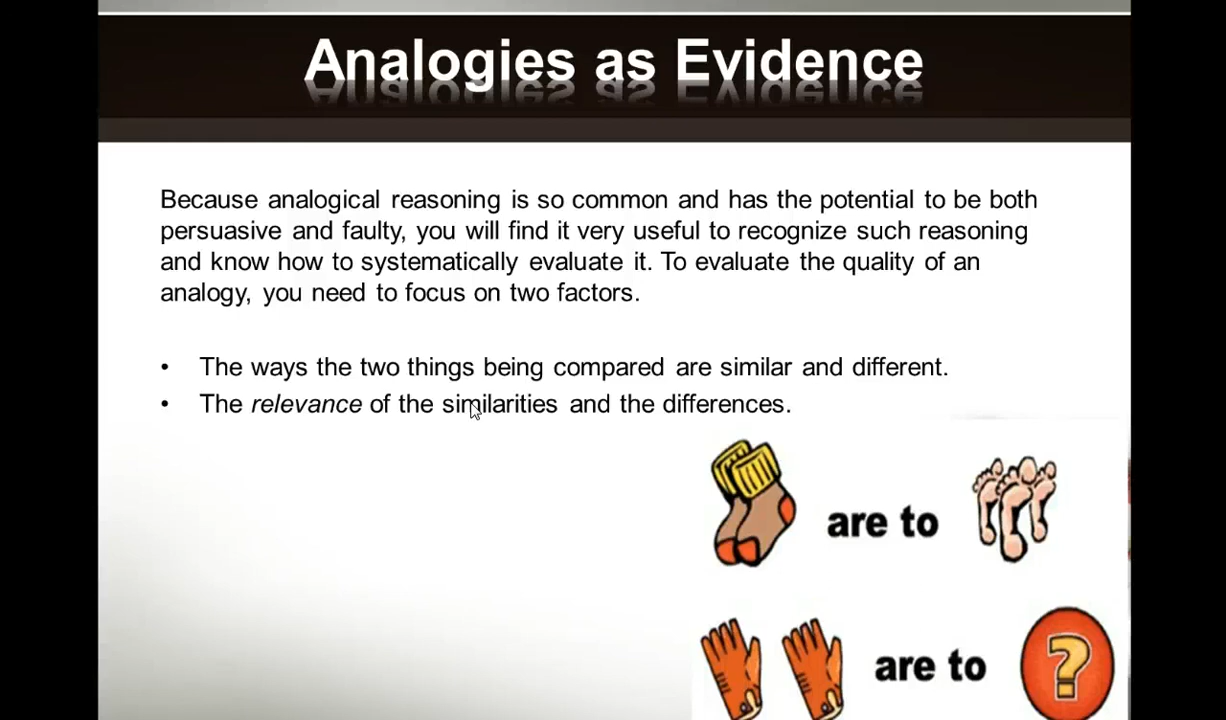 Analogies as Evidence
Because analogical reasoning is so common and has the potential to be both
persuasive and faulty, you will find it very useful to recognize such reasoning
and know how to systematically evaluate it. To evaluate the quality of an
analogy, you need to focus on two factors.
• The ways the two things being compared are similar and different.
• The relevance of the similarities and the differences.
are to
are to ?